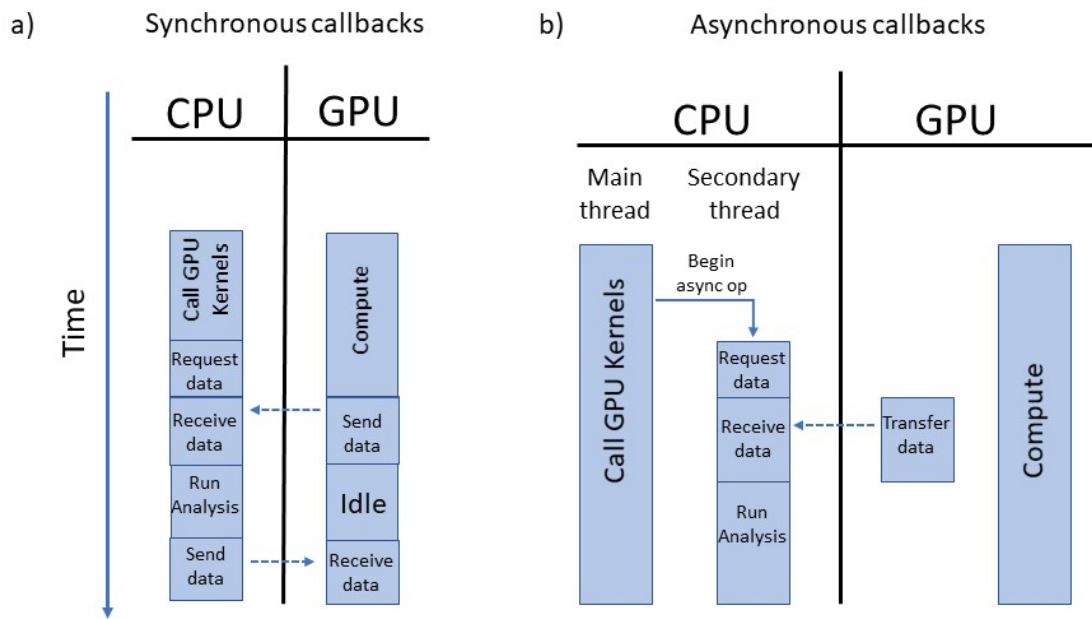 a)
Synchronous callbacks
CPU
GPU
Time
Call GPU
Kernels
Compute
Request
data
Receive
data
Send
data
Run
Analysis
Idle
Send
data
Receive
data
b)
Asynchronous callbacks
CPU
GPU
Main
thread
Secondary
thread
Call GPU Kernels
Begin
async op
Request
data
Receive
data
Transfer
data
Run
Analysis
Compute